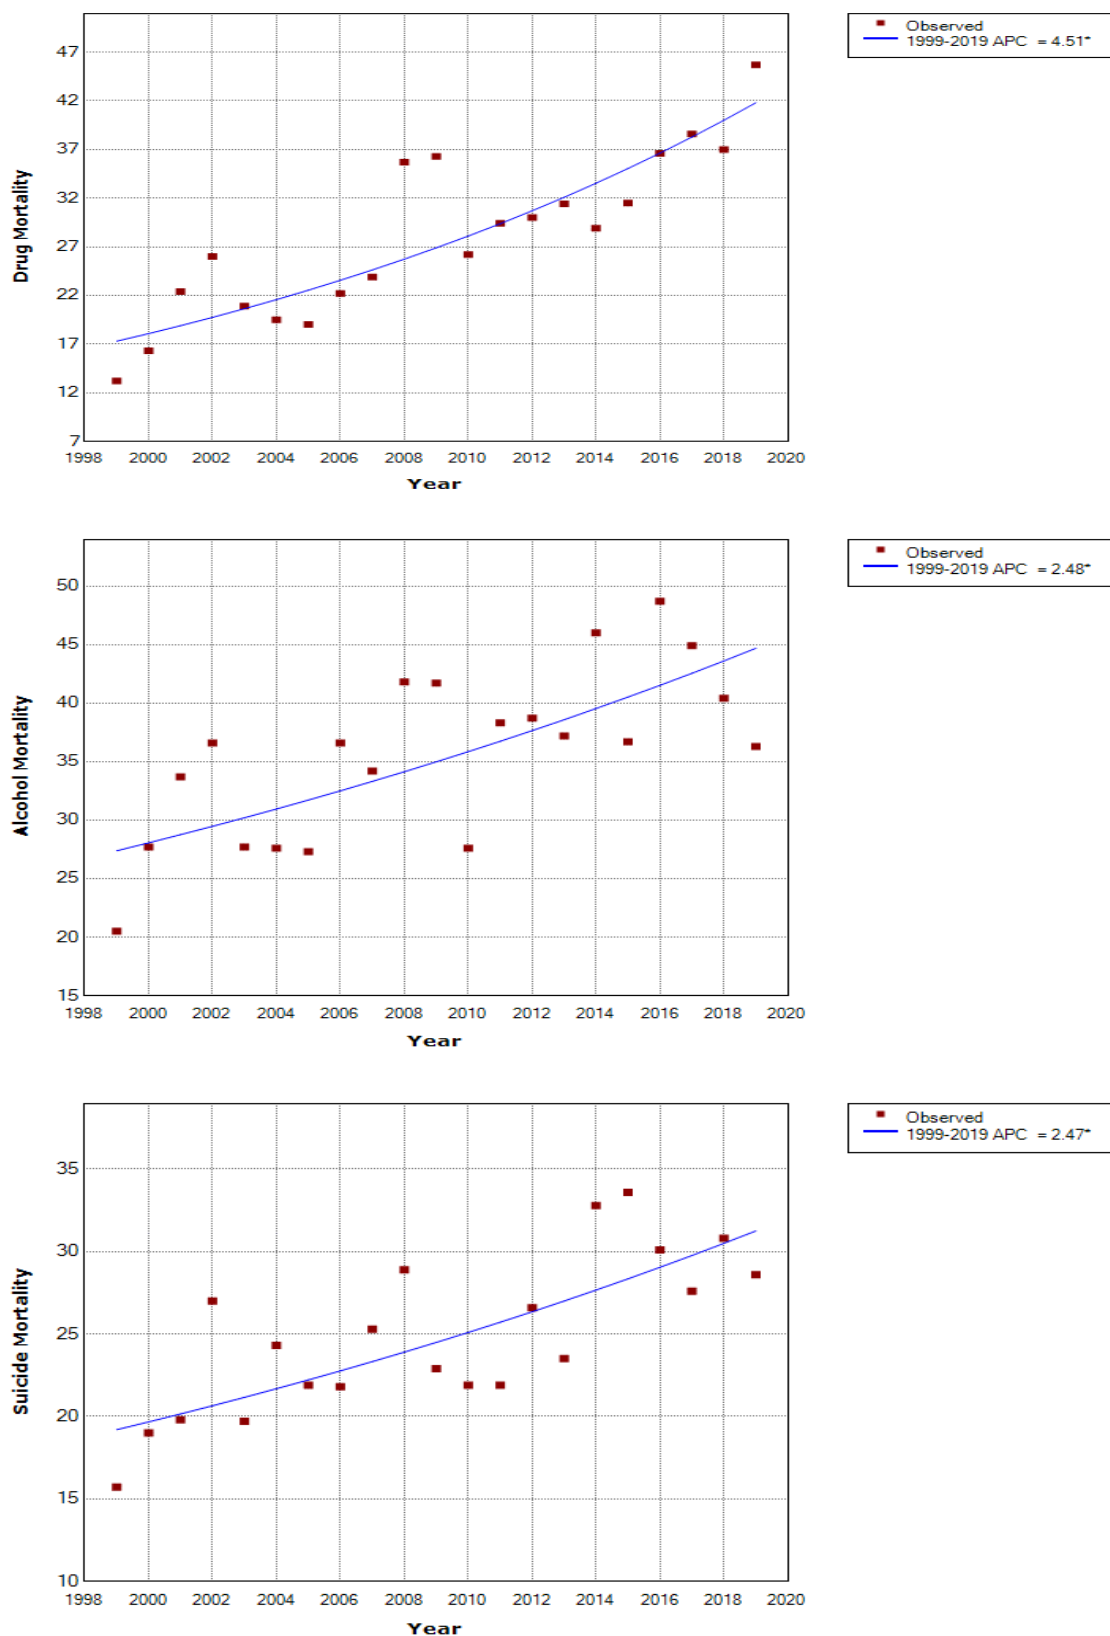 Observed
1999-2019 APC = 4.51*
47
42
37
32
27
22
17
12
7
Drug Mortality
1998 2000 2002 2004 2006 2008 2010 2012 2014 2016 2018 2020
Year
Observed
1999-2019 APC = 2.48*
50
45
40
35
30
25
20
15
Alcohol Mortality
1998 2000 2002 2004 2006 2008 2010 2012 2014 2016 2018 2020
Year
Observed
1999-2019 APC = 2.47*
35
30
25
20
15
10
Suicide Mortality
1998 2000 2002 2004 2006 2008 2010 2012 2014 2016 2018 2020
Year